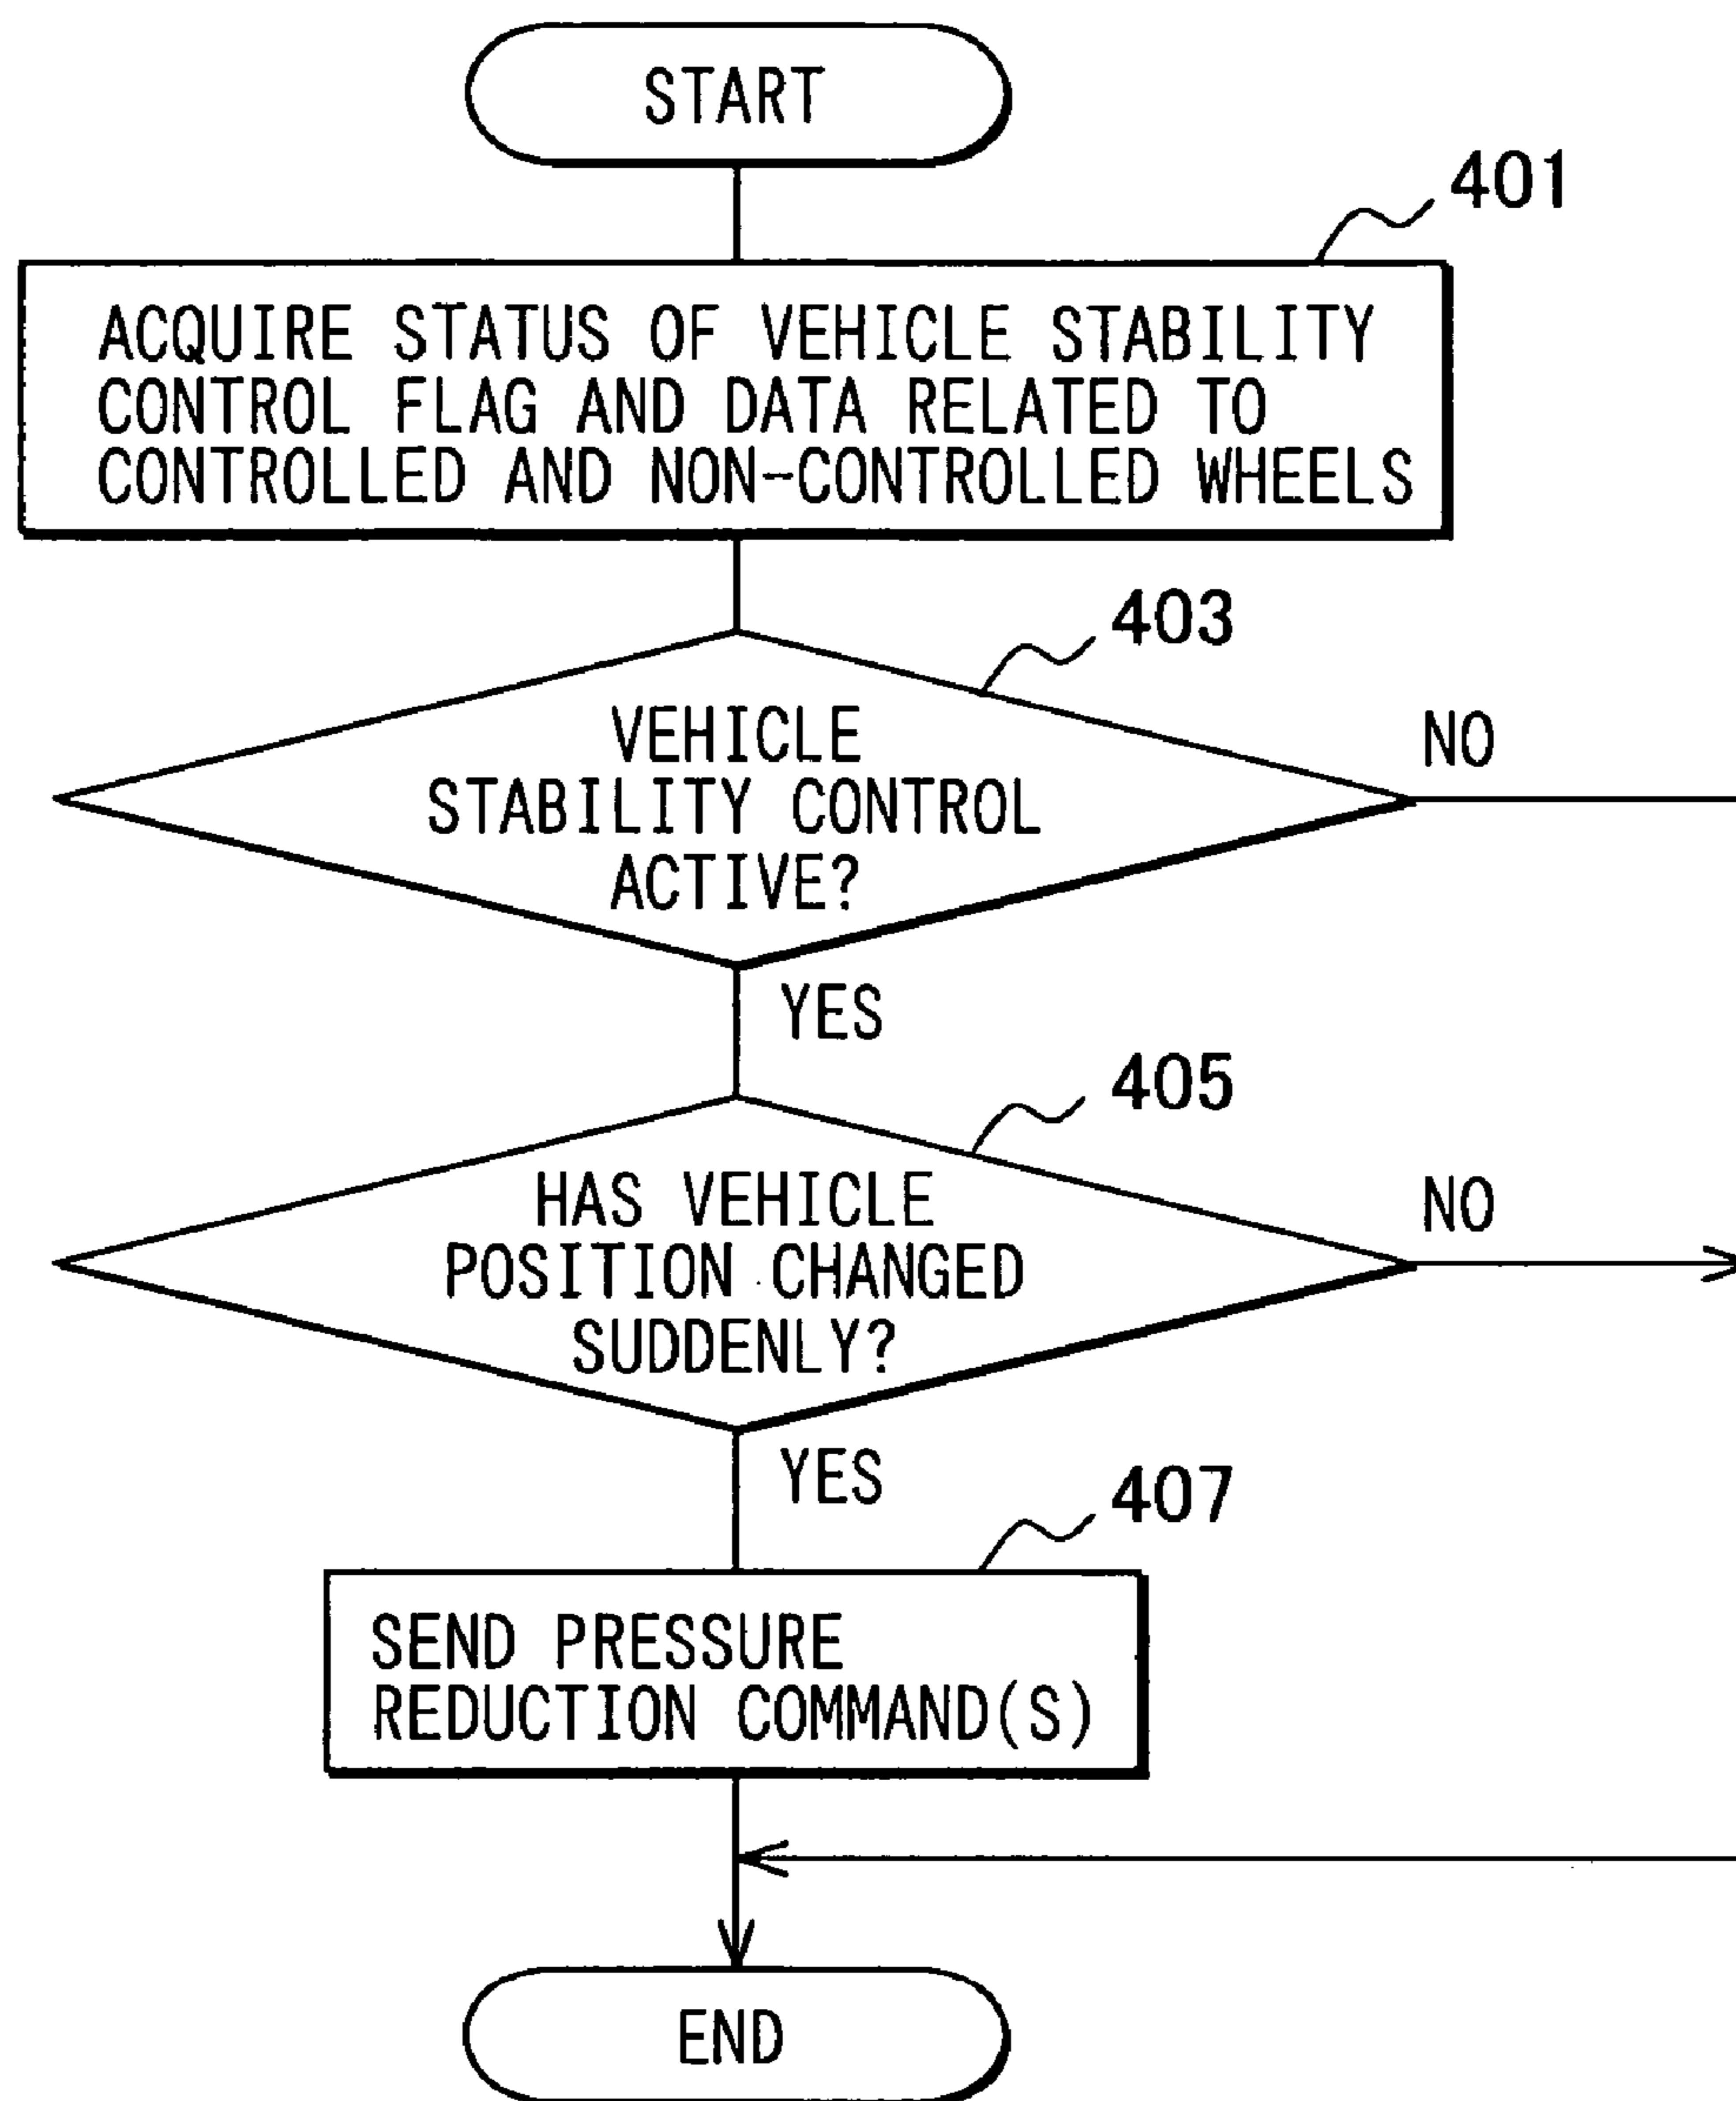 START
401
ACQUIRE STATUS OF VEHICLE STABILITY
CONTROL FLAG AND DATA RELATED TO
CONTROLLED AND NON-CONTROLLED WHEELS
403
VEHICLE
STABILITY CONTROL
ACTIVE?
NO
YES
405
HAS VEHICLE
POSITION CHANGED
SUDDENLY?
NO
YES
407
SEND PRESSURE
REDUCTION COMMAND(S)
END